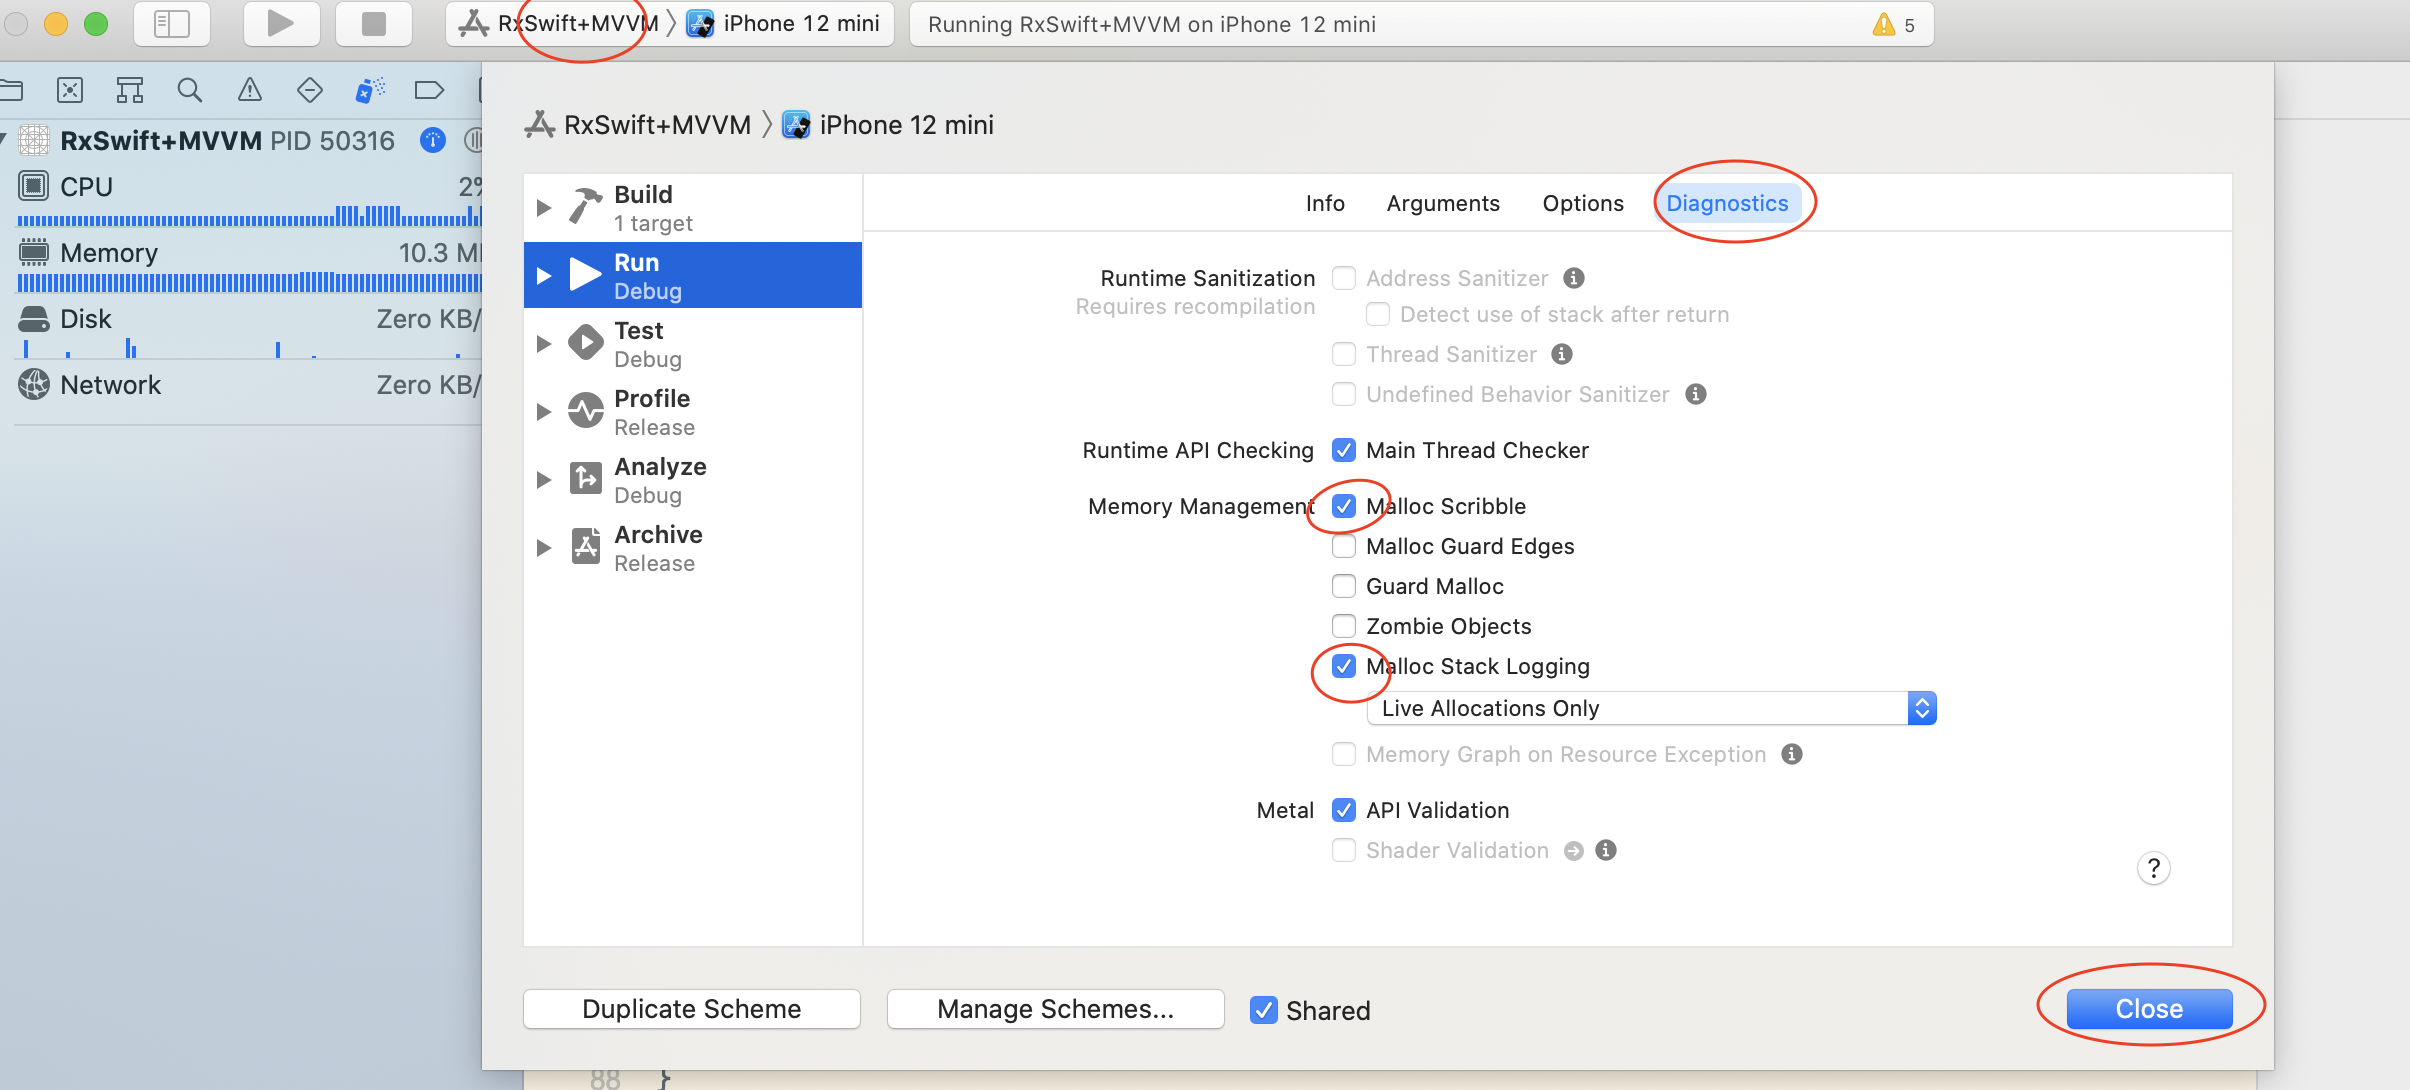 RxSwift+MVVM 〉 iPhone 12 mini
Running RxSwift+MVVM on iPhone 12 mini
5
RxSwift+MVVM PID 50316
CPU
2%
Memory
10.3 M
Disk
Zero KB/
Network
Zero KB/
RxSwift+MVVM 〉 iPhone 12 mini
Build
1 target
Run
Debug
Test
Debug
Profile
Release
Analyze
Debug
Archive
Release
Info
Arguments
Options
Diagnostics
Runtime Sanitization
Requires recompilation
Address Sanitizer
Detect use of stack after return
Thread Sanitizer
Undefined Behavior Sanitizer
Runtime API Checking
Main Thread Checker
Memory Management
Malloc Scribble
Malloc Guard Edges
Guard Malloc
Zombie Objects
Malloc Stack Logging
Live Allocations Only
Memory Graph on Resource Exception
Metal
API Validation
Shader Validation
?
Duplicate Scheme
Manage Schemes...
Shared
Close
88 }